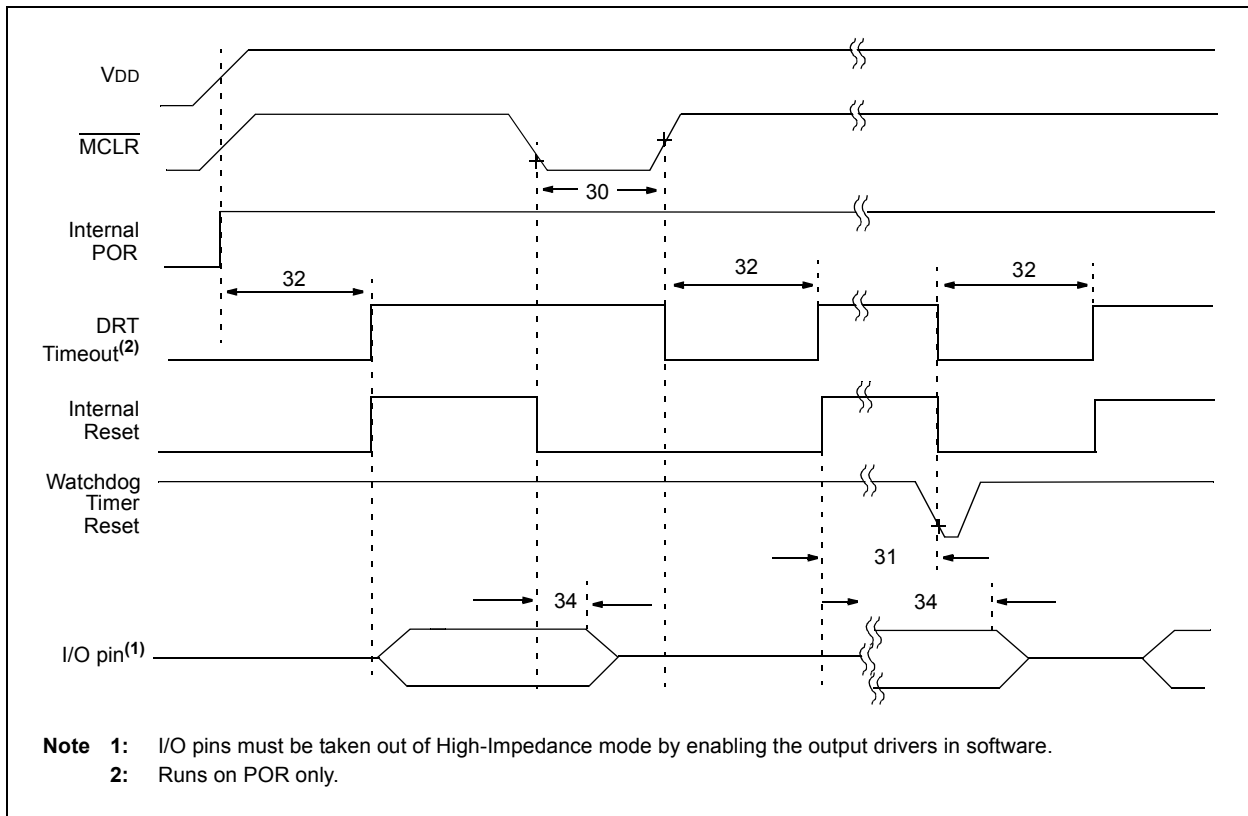 VDD
MCLR
30
Internal
POR
32
32
32
DRT
Timeout(2)
Internal
Reset
Watchdog
Timer
Reset
31
34
34
I/O pin(1)
Note 1: I/O pins must be taken out of High-Impedance mode by enabling the output drivers in software.
2: Runs on POR only.